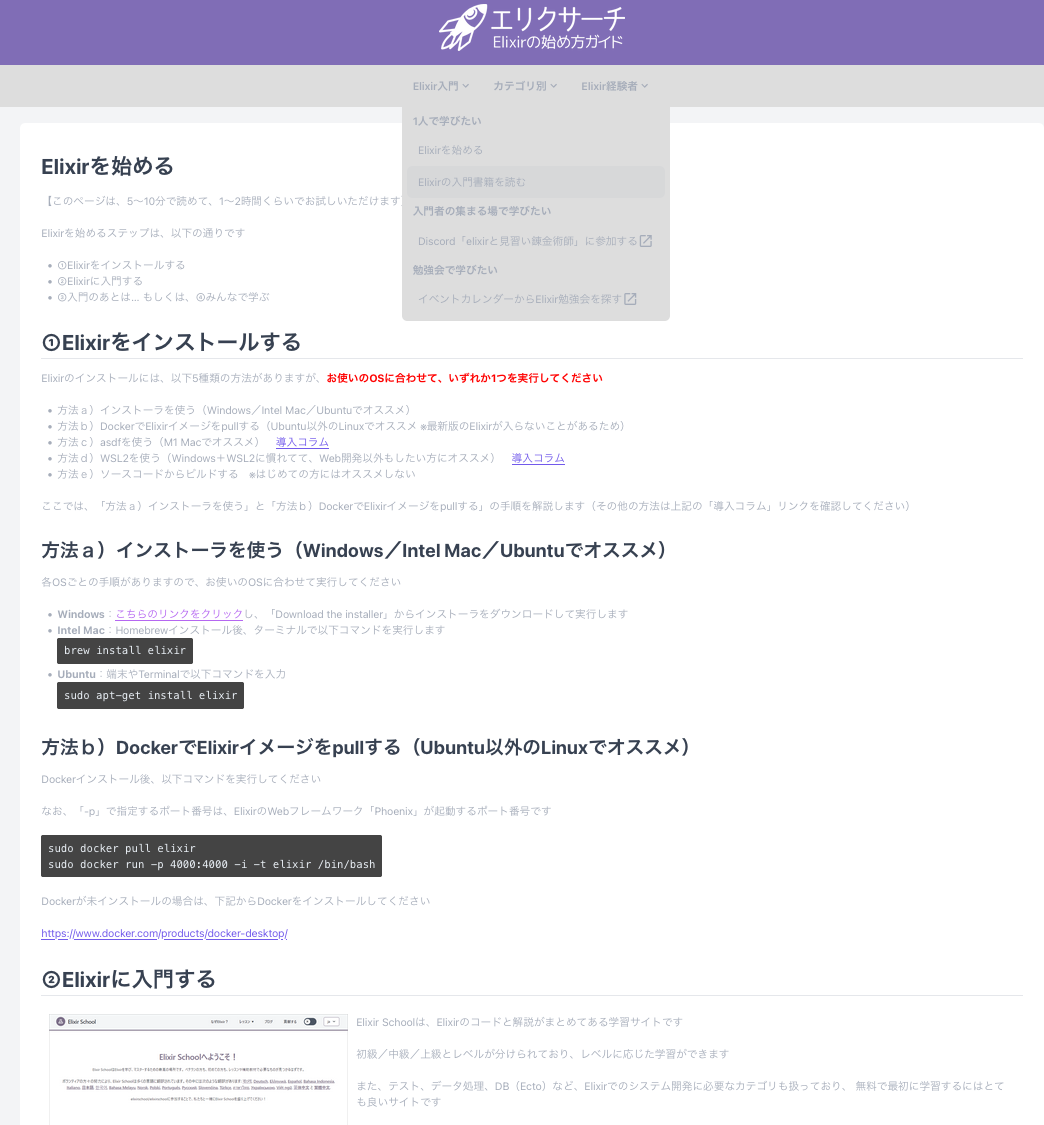 エリクサーチ
Elixirの始め方ガイド
Elixir入門
カテゴリ別
Elixir経験者
1人で学びたい
Elixirを始める
Elixirの入門書籍を読む
入門者の集まる場で学びたい
Discord「elixirと見習い錬金術師」に参加する
勉強会で学びたい
イベントカレンダーからElixir勉強会を探す
Elixirを始める
【このページは、5〜10分で読めて、1〜2時間くらいでお試しいただけます
Elixirを始めるステップは、以下の通りです
• ①Elixirをインストールする
• ②Elixirに入門する
• ③入門のあとは... もしくは、④みんなで学ぶ
①Elixirをインストールする
Elixirのインストールには、以下5種類の方法がありますが、お使いのOSに合わせて、いずれか1つを実行してください
• 方法ａ）インストーラを使う（Windows／Intel Mac／Ubuntuでオススメ）
• 方法ｂ）DockerでElixirイメージをpullする（Ubuntu以外のLinuxでオススメ ※最新版のElixirが入らないことがあるため）
• 方法ｃ）asdfを使う（M1 Macでオススメ）　導入コラム
• 方法ｄ）WSL2を使う（Windows＋WSL2に慣れてて、Web開発以外もしたい方にオススメ）　導入コラム
• 方法ｅ）ソースコードからビルドする　※はじめての方にはオススメしない
ここでは、「方法ａ）インストーラを使う」と「方法ｂ）DockerでElixirイメージをpullする」の手順を解説します（その他の方法は上記の「導入コラム」リンクを確認してください）
方法ａ）インストーラを使う（Windows／Intel Mac／Ubuntuでオススメ）
各OSごとの手順がありますので、お使いのOSに合わせて実行してください
• Windows：こちらのリンクをクリックし、「Download the installer」からインストーラをダウンロードして実行します
• Intel Mac：Homebrewインストール後、ターミナルで以下コマンドを実行します
brew install elixir
• Ubuntu：端末やTerminalで以下コマンドを入力
sudo apt-get install elixir
方法ｂ）DockerでElixirイメージをpullする（Ubuntu以外のLinuxでオススメ）
Dockerインストール後、以下コマンドを実行してください
なお、「-p」で指定するポート番号は、ElixirのWebフレームワーク「Phoenix」が起動するポート番号です
sudo docker pull elixir
sudo docker run -p 4000:4000 -i -t elixir /bin/bash
Dockerが未インストールの場合は、下記からDockerをインストールしてください
https://www.docker.com/products/docker-desktop/
②Elixirに入門する
Elixir School
Elixir Schoolへようこそ！
Elixir Schoolは、Elixirのコードと解説がまとめてある学習サイトです
初級／中級／上級とレベルが分けられており、レベルに応じた学習ができます
また、テスト、データ処理、DB（Ecto）など、Elixirでのシステム開発に必要なカテゴリも扱っており、 無料で最初に学習するにはとて
も良いサイトです